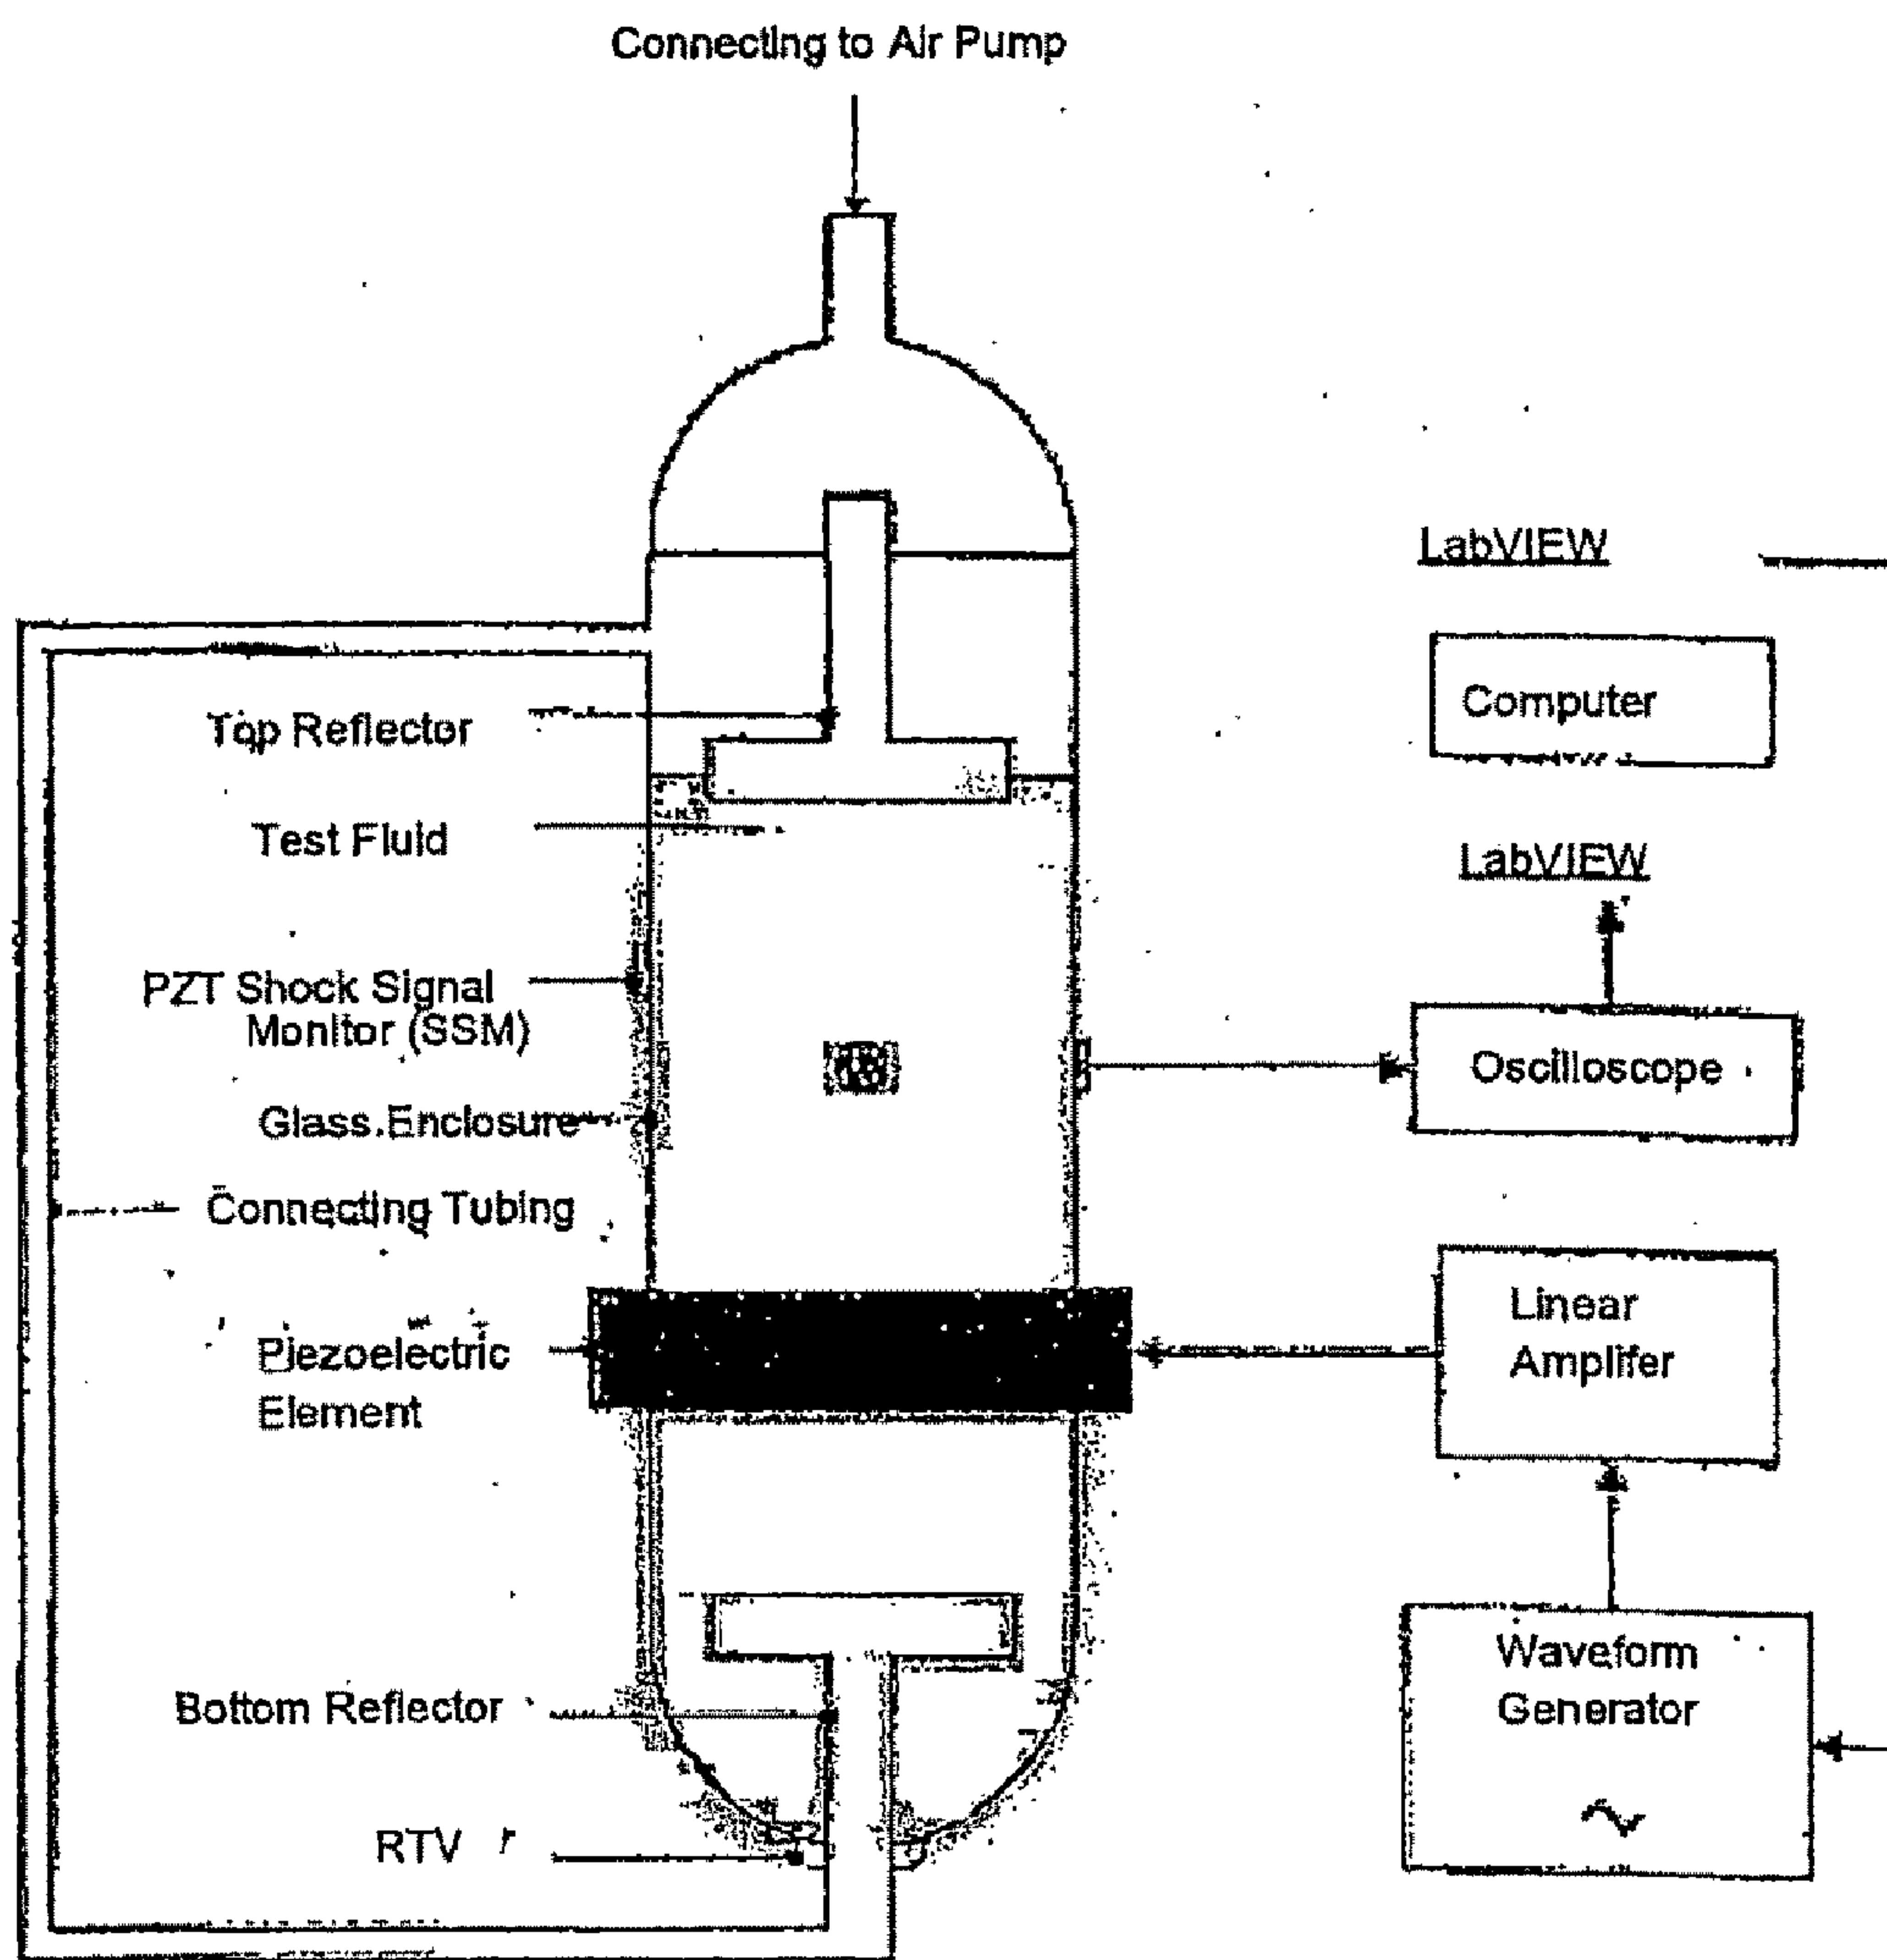 Connecting to Air Pump
LabVIEW
Computer
Top Reflector
Test Fluid
LabVIEW
PZT Shock Signal
Monitor (SSM)
Oscilloscope
Glass Enclosure
Connecting Tubing
Linear
Amplifer
Piezoelectric
Element
Waveform
Generator
Bottom Reflector
RTV